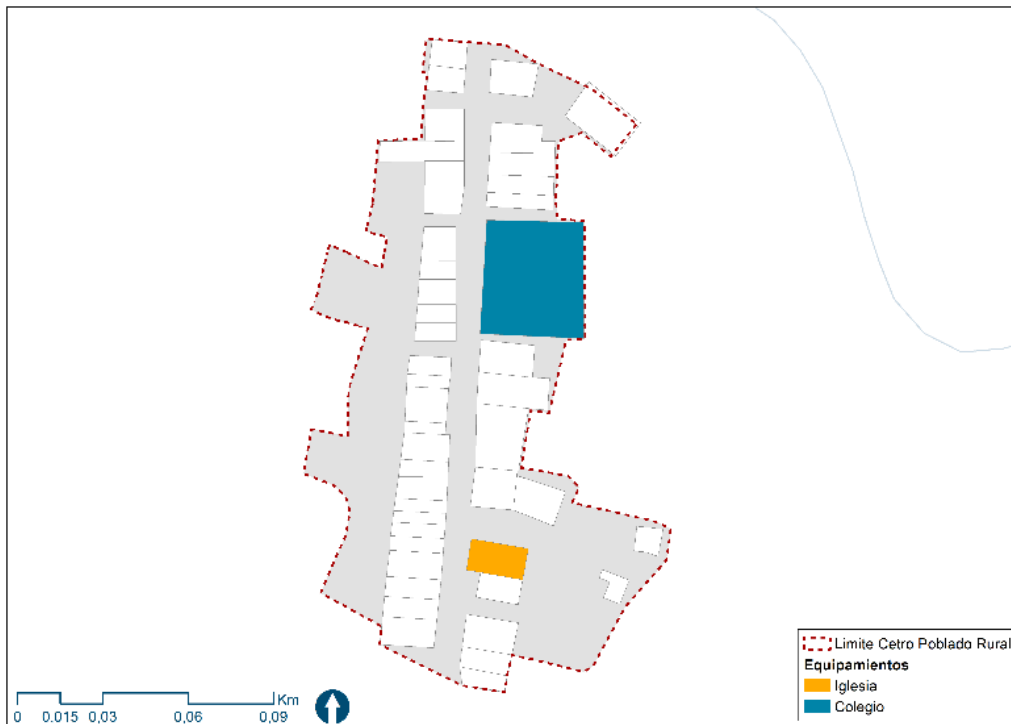 Limite Cetro Poblado Rural
Equipamientos
Iglesia
Colegio
Km
0 0.015 0,03 0,06 0,09